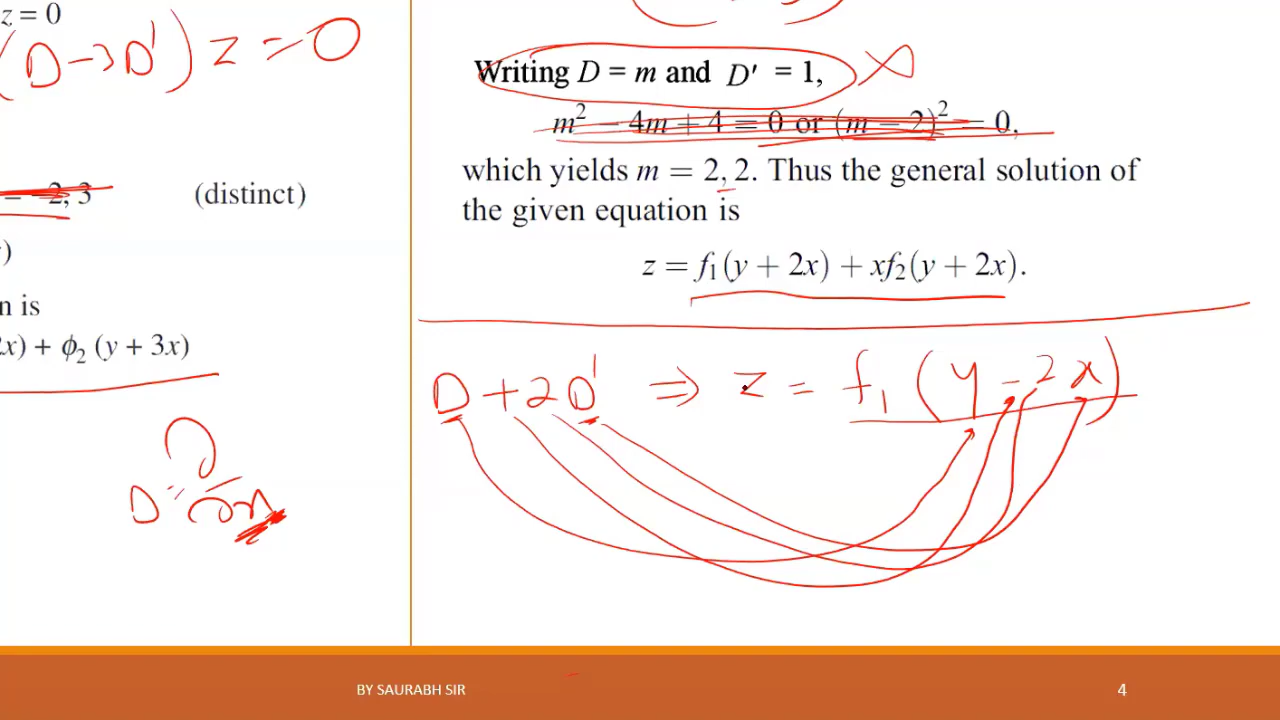 z = 0
(D – 3D′) z = 0
= –2, 3 (distinct)
)
n is
x) + ϕ₂ (y + 3x)
D = ∂/∂x
Writing D = m and D′ = 1,
m² – 4m + 4 = 0 or (m – 2)² = 0,
which yields m = 2, 2. Thus the general solution of
the given equation is
z = f₁(y + 2x) + xf₂(y + 2x).
D + 2D′ ⇒ z = f₁(y – 2x)
BY SAURABH SIR
4